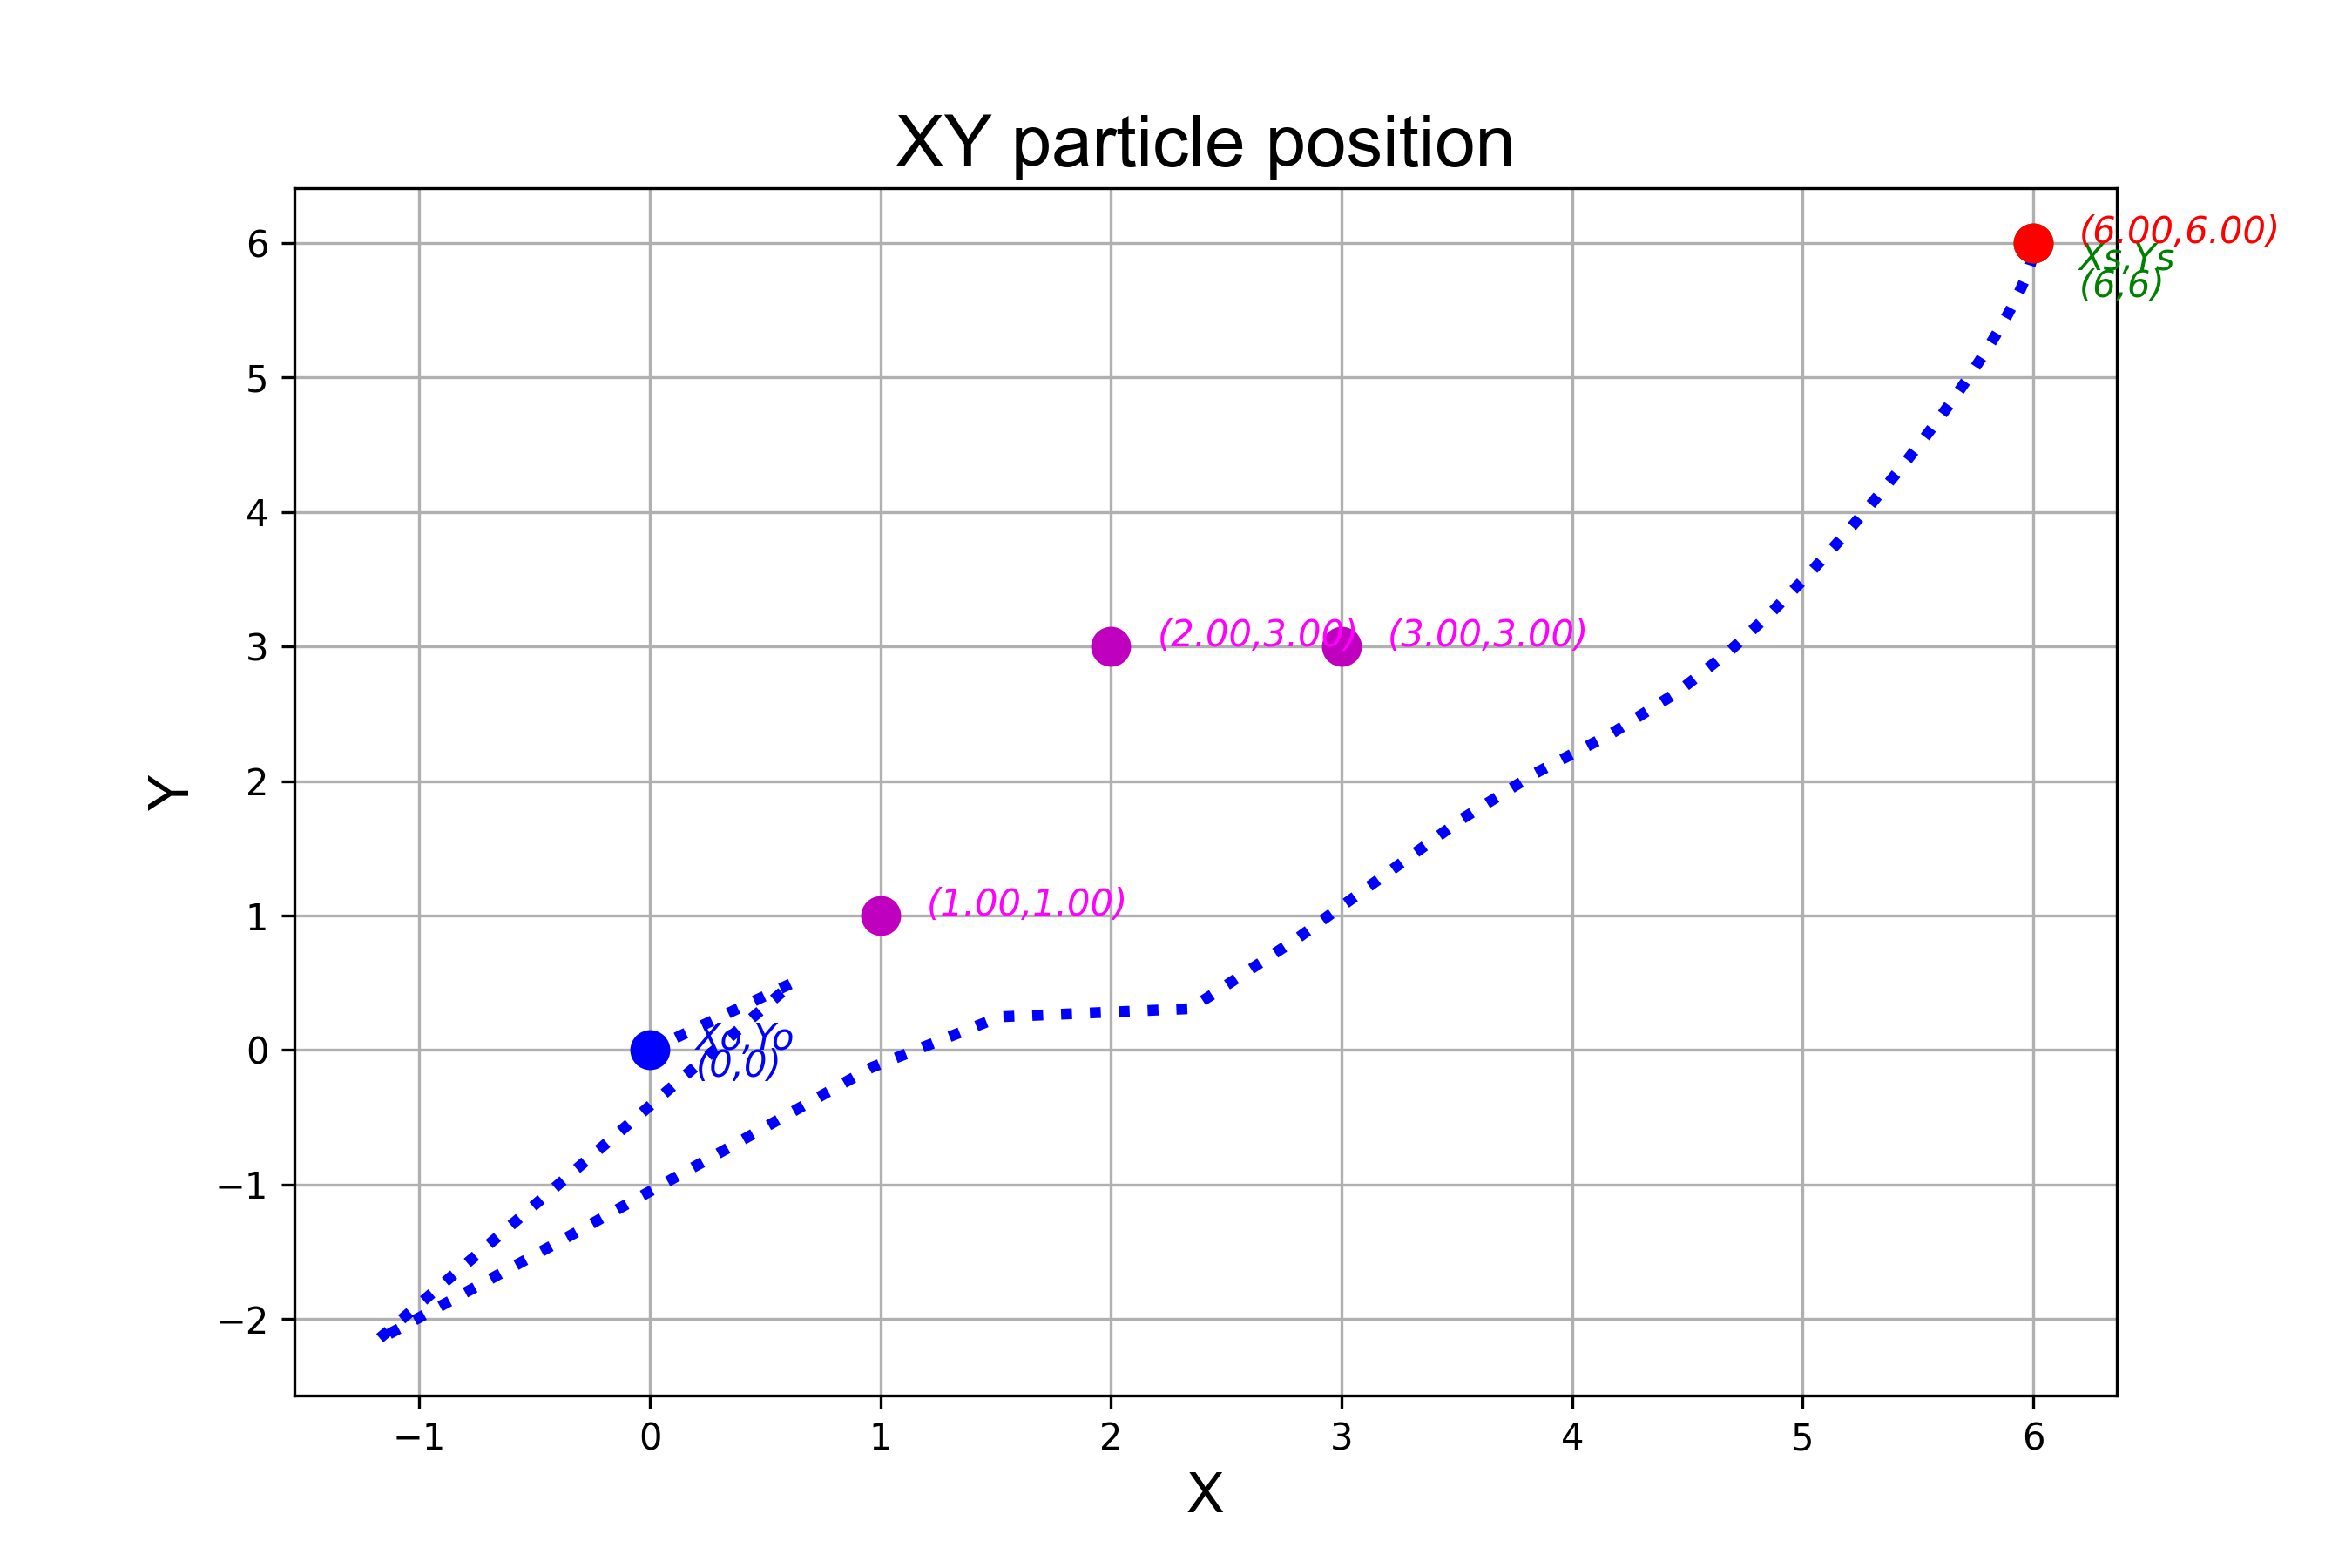 XY particle position
6
5
4
3
2
1
0
−1
−2
Y
(6.00,6.00)
Xs,Ys
(6,6)
(2.00,3.00)
(3.00,3.00)
(1.00,1.00)
Xo,Yo
(0,0)
−1 0 1 2 3 4 5 6
X